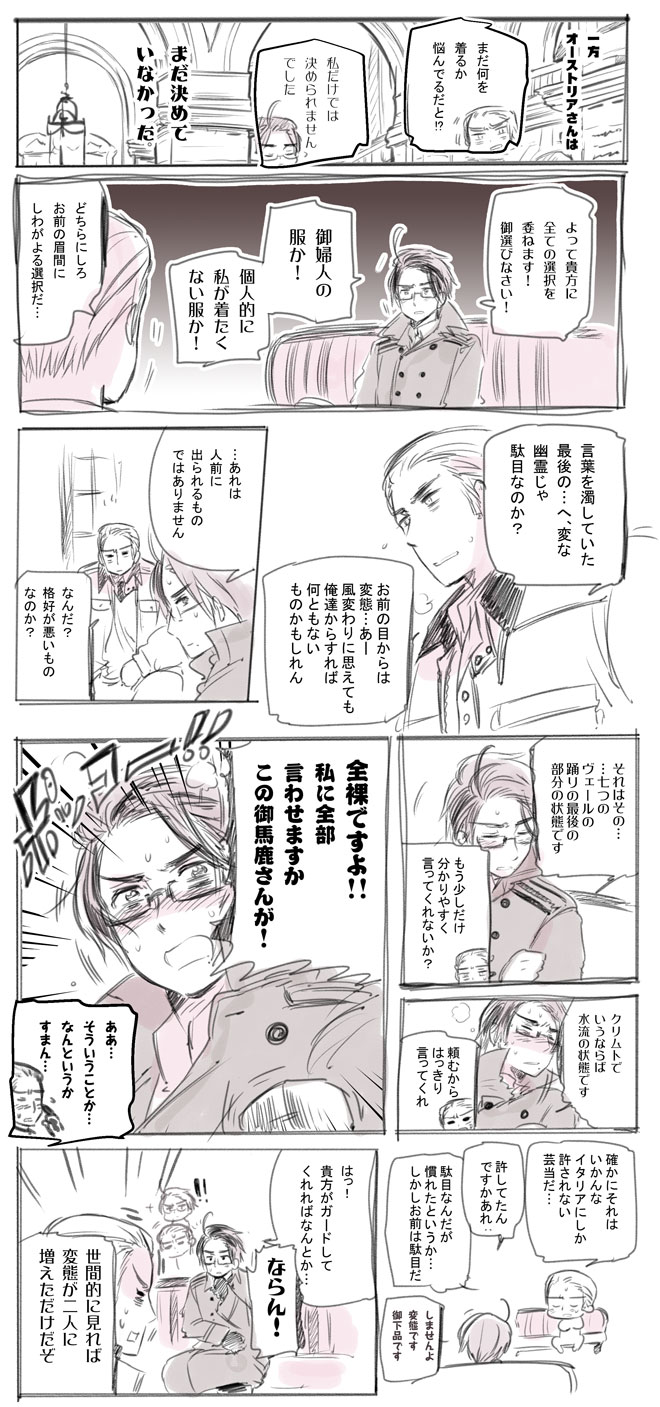 一方
オーストリアさんは
まだ何を
着るか
悩んでるだと!?
私だけでは
決められません
でした
まだ決めて
いなかった。
よって貴方に
全ての選択を
委ねます！
御選びなさい！
御婦人の
服か！
個人的に
私が着たく
ない服か！
どちらにしろ
お前の眉間に
しわがよる選択だ…
言葉を濁していた
最後の…へ、変な
幽霊じゃ
駄目なのか？
お前の目からは
変態…あー
風変わりに思えても
俺達からすれば
何ともない
ものかもしれん
…あれは
人前に
出られるもの
ではありません
なんだ？
格好が悪いもの
なのか？
それはその…
…七つの
ヴェールの
踊りの最後の
部分の状態です
もう少しだけ
分かりやすく
言ってくれないか？
クリムトで
いうならば
水流の状態です
頼むから
はっきり
言ってくれ
全裸ですよ!!
私に全部
言わせますか
この御馬鹿さんが！
ああ…
そういうことか…
なんというか
すまん…
確かにそれは
いかんな
イタリアにしか
許されない
芸当だ…
許してたん
ですかあれ…
駄目なんだが
慣れたというか…
しかしお前は駄目だ
しませんよ
変態です
御下品です
はっ！
貴方がガードして
くれればなんとか…
ならん！
世間的に見れば
変態が二人に
増えただけだぞ